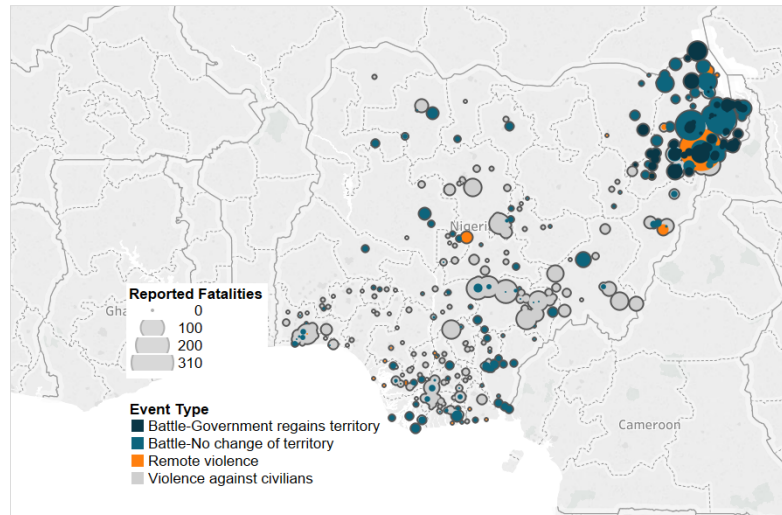 Nigeria
Gha
Reported Fatalities
0
100
200
310
Event Type
Battle-Government regains territory
Battle-No change of territory
Remote violence
Violence against civilians
Cameroon